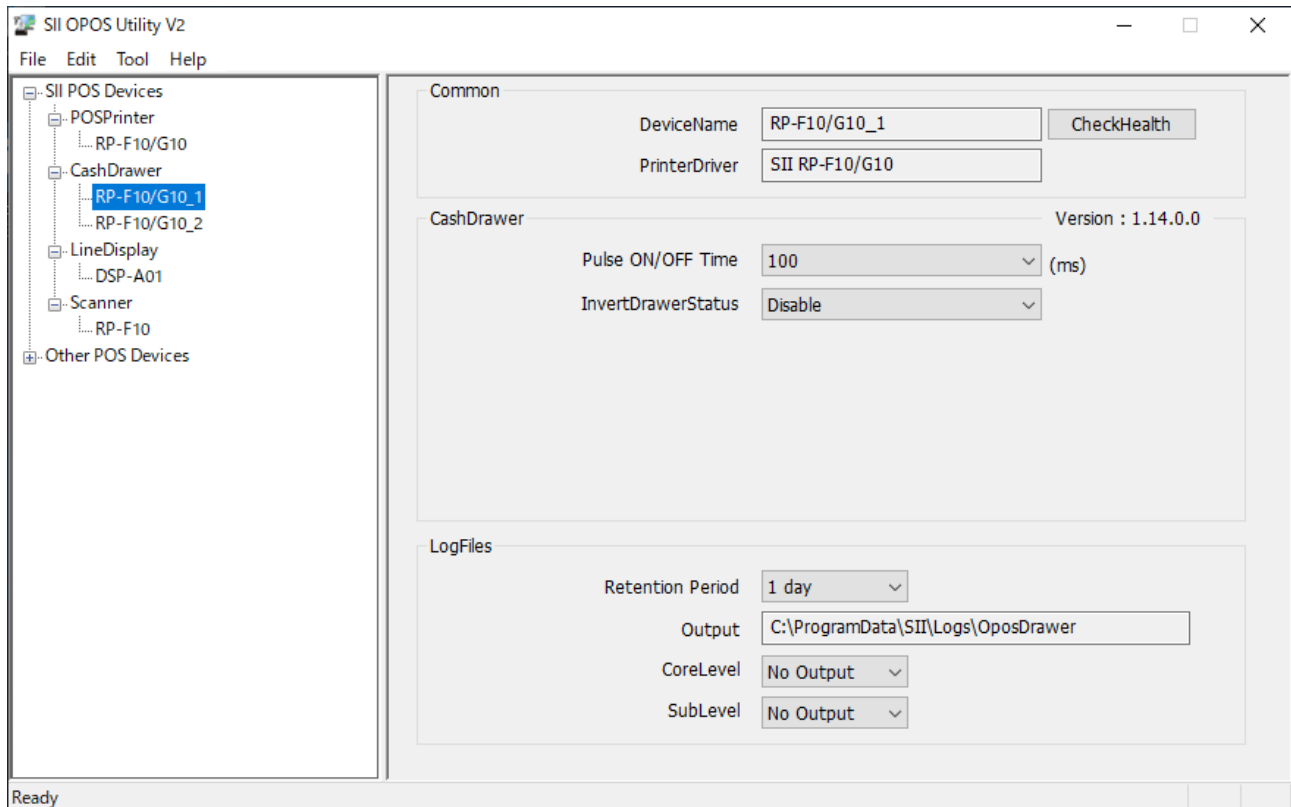 SII OPOS Utility V2
File Edit Tool Help
SII POS Devices
POSPrinter
RP-F10/G10
CashDrawer
RP-F10/G10_1
RP-F10/G10_2
LineDisplay
DSP-A01
Scanner
RP-F10
Other POS Devices
Common
DeviceName RP-F10/G10_1 CheckHealth
PrinterDriver SII RP-F10/G10
CashDrawer Version : 1.14.0.0
Pulse ON/OFF Time 100 (ms)
InvertDrawerStatus Disable
LogFiles
Retention Period 1 day
Output C:\ProgramData\SII\Logs\OposDrawer
CoreLevel No Output
SubLevel No Output
Ready